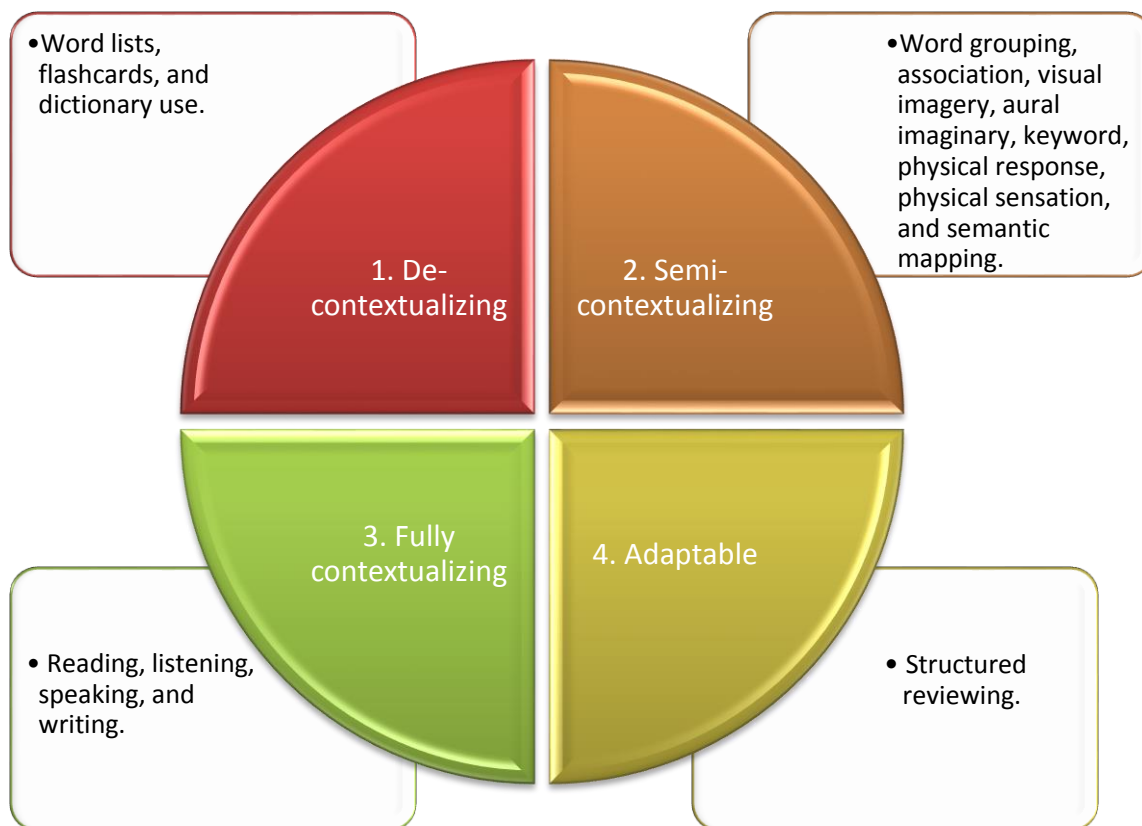 •Word lists,
flashcards, and
dictionary use.
•Word grouping,
association, visual
imagery, aural
imaginary, keyword,
physical response,
physical sensation,
and semantic
mapping.
1. De-
contextualizing
2. Semi-
contextualizing
3. Fully
contextualizing
4. Adaptable
• Reading, listening,
speaking, and
writing.
• Structured
reviewing.